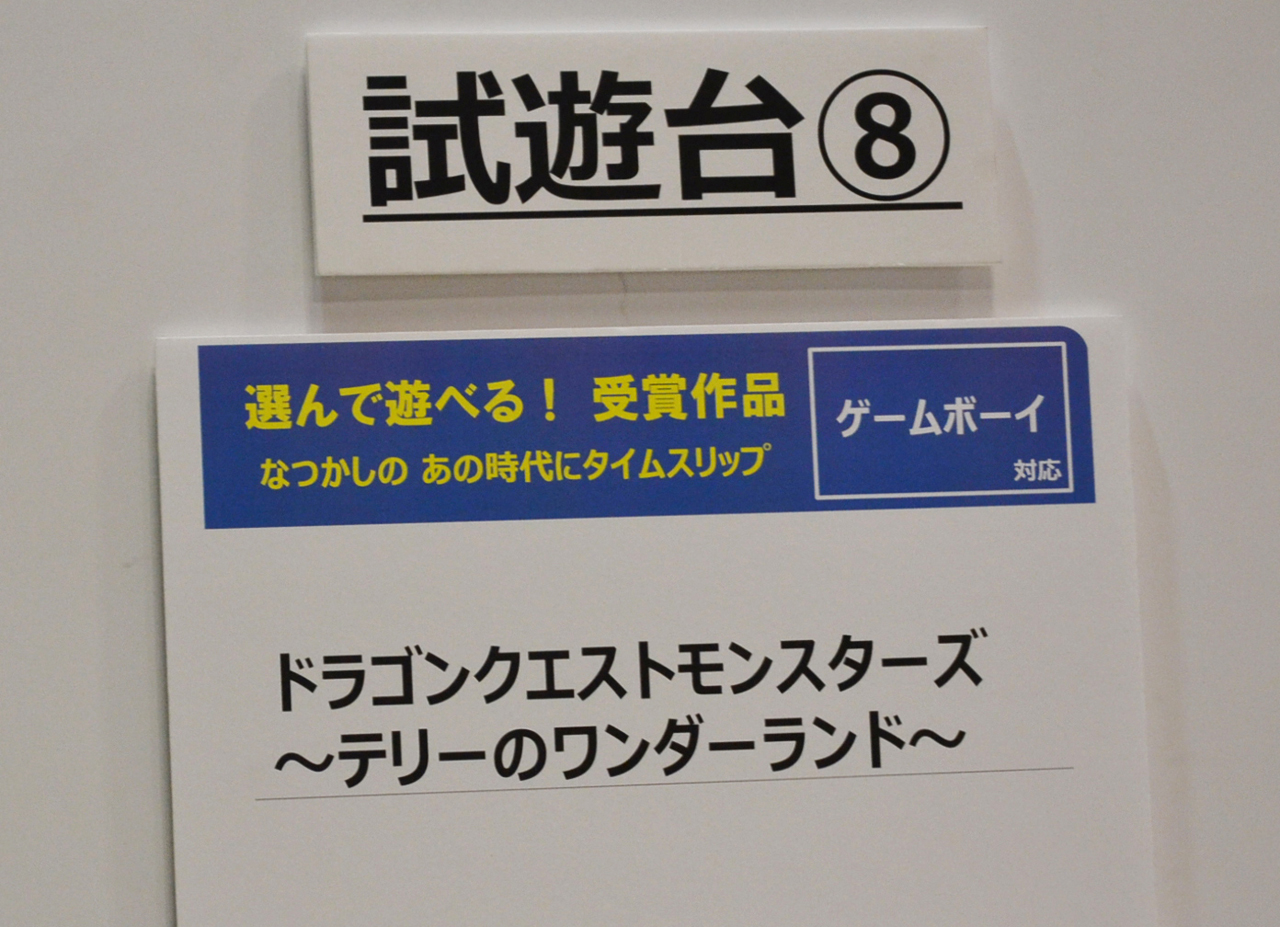 試遊台⑧
選んで遊べる！ 受賞作品
なつかしの あの時代にタイムスリップ
ゲームボーイ
対応
ドラゴンクエストモンスターズ
～テリーのワンダーランド～